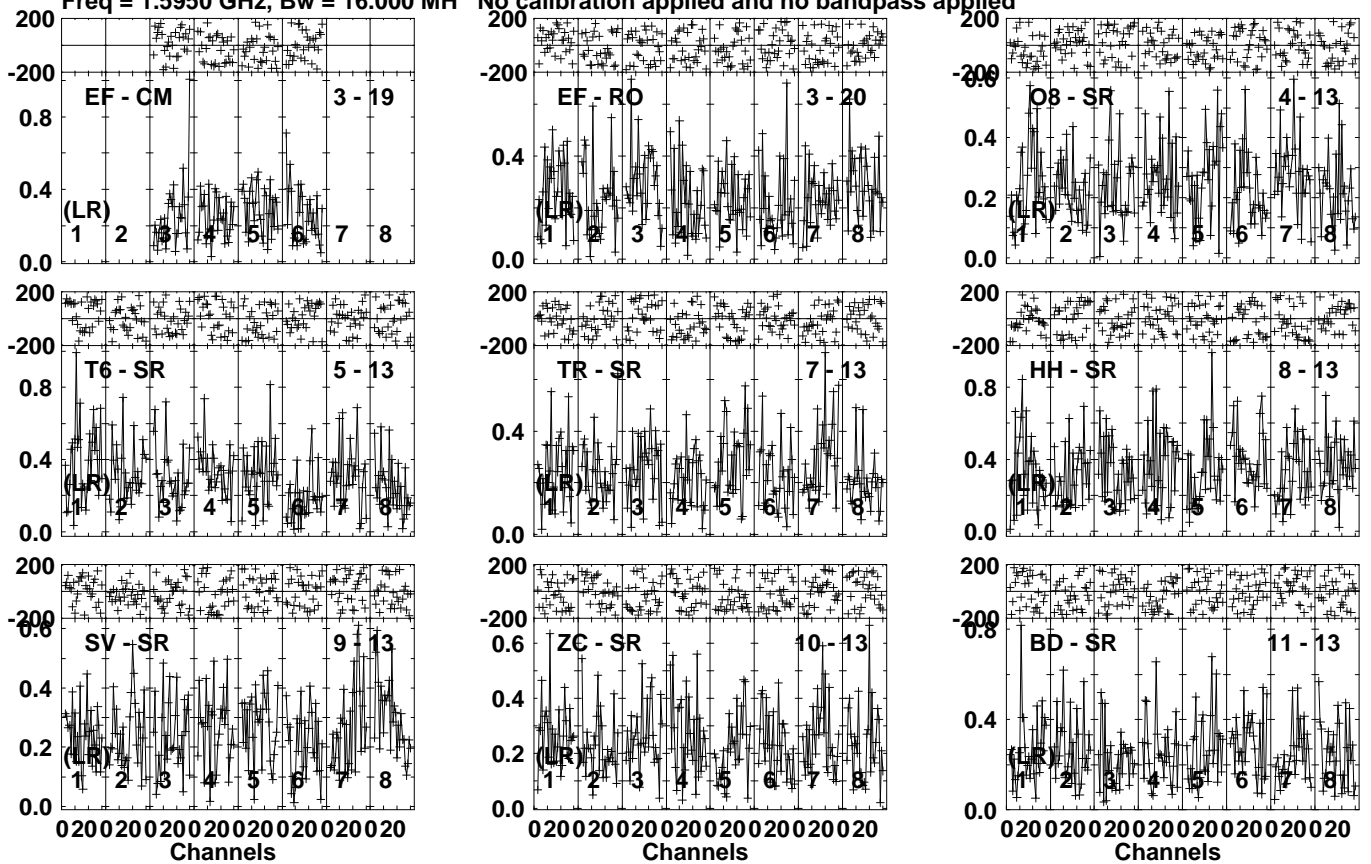 Freq = 1.5950 GHz, Bw = 16.000 MH No calibration applied and no bandpass applied
200 200 200
-200 -200 -200
EF - CM 3 - 19 EF - RO 3 - 20 O8 - SR 4 - 13
0.8 0.6
0.4 0.4 0.4
0.2
(LR) (LR) (LR)
1 2 3 4 5 6 7 8 1 2 3 4 5 6 7 8 1 2 3 4 5 6 7 8
0.0 0.0 0.0
200 200 200
-200 -200 -200
T6 - SR 5 - 13 TR - SR 7 - 13 HH - SR 8 - 13
0.8 0.8
0.4 0.4 0.4
(LR) (LR) (LR)
1 2 3 4 5 6 7 8 1 2 3 4 5 6 7 8 1 2 3 4 5 6 7 8
0.0 0.0 0.0
200 200 200
-200 -200 -200
SV - SR 9 - 13 ZC - SR 10 - 13 BD - SR 11 - 13
0.6 0.6 0.8
0.4 0.4 0.4
0.2 0.2
(LR) (LR) (LR)
1 2 3 4 5 6 7 8 1 2 3 4 5 6 7 8 1 2 3 4 5 6 7 8
0.0 0.0 0.0
0 20 0 20 0 20 0 20 0 20 0 20 0 20 0 20 0 20 0 20 0 20 0 20 0 20 0 20 0 20 0 20 0 20 0 20 0 20 0 20 0 20 0 20 0 20 0 20
Channels Channels Channels